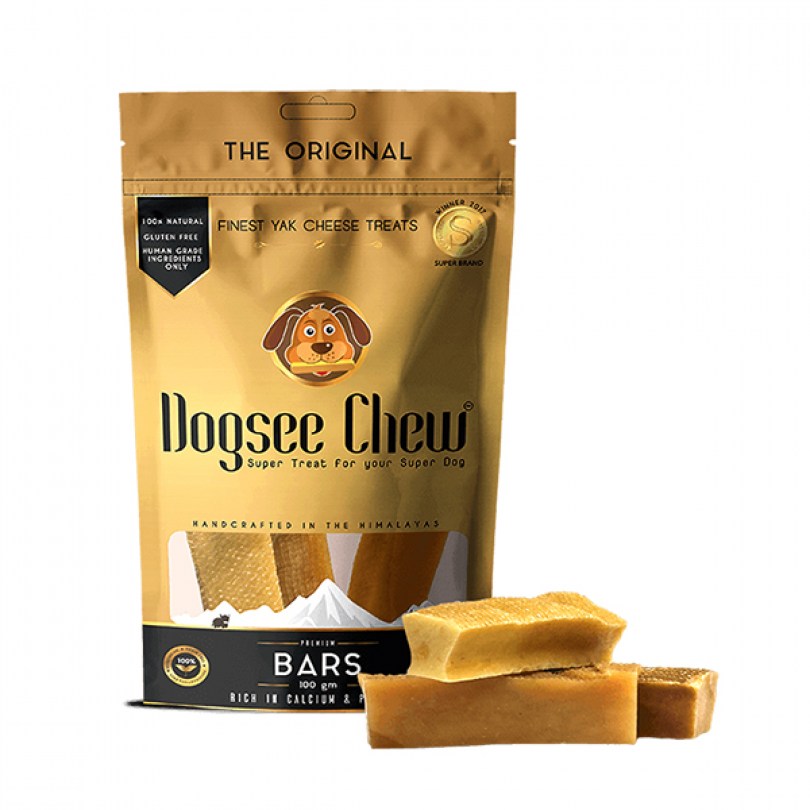 THE ORIGINAL
100% NATURAL
GLUTEN FREE
HUMAN GRADE
INGREDIENTS
ONLY
FINEST YAK CHEESE TREATS
WINNER 2017
S
SUPER BRAND
Dogsee Chew
Super Treat For your Super Dog
HANDCRAFTED IN THE HIMALAYAS
PREMIUM
BARS
100 gm
100%
RICH IN CALCIUM & P